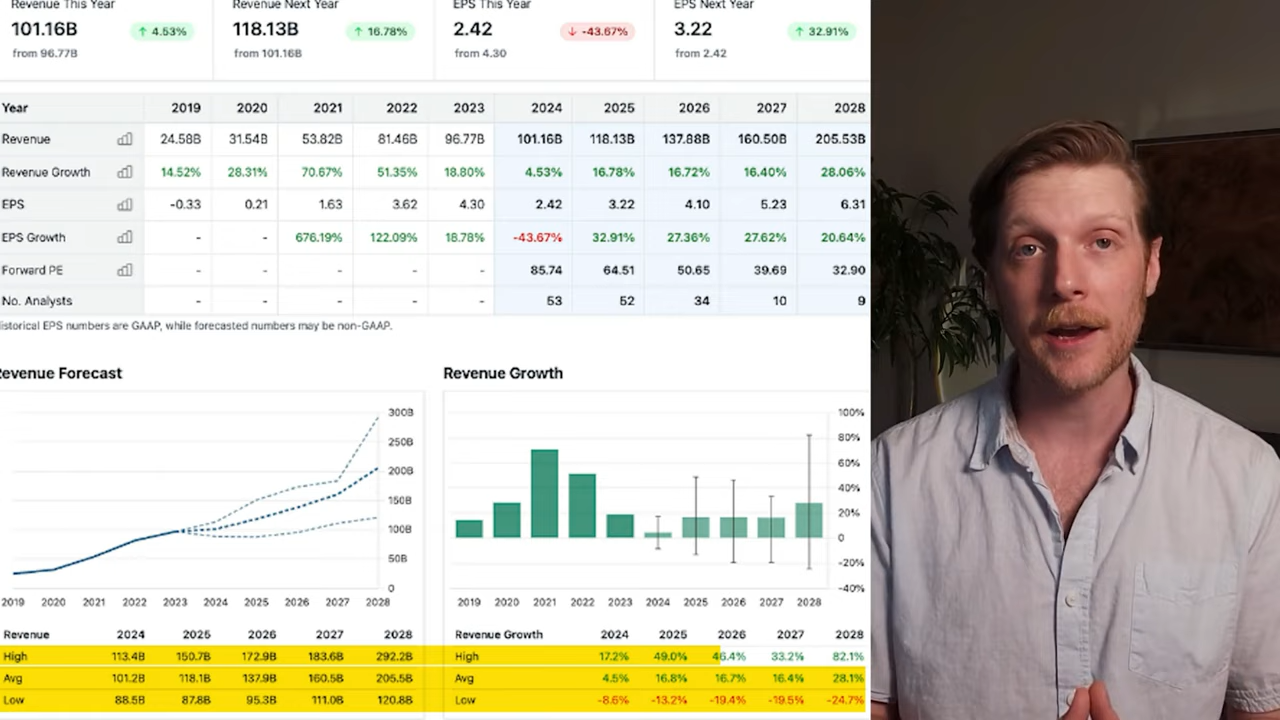 Revenue This Year Revenue Next Year EPS This Year EPS Next Year
101.16B ↑ 4.53% 118.13B ↑ 16.78% 2.42 ↓ -43.67% 3.22 ↑ 32.91%
from 96.77B from 101.16B from 4.30 from 2.42
Year 2019 2020 2021 2022 2023 2024 2025 2026 2027 2028
Revenue 24.58B 31.54B 53.82B 81.46B 96.77B 101.16B 118.13B 137.88B 160.50B 205.53B
Revenue Growth 14.52% 28.31% 70.67% 51.35% 18.80% 4.53% 16.78% 16.72% 16.40% 28.06%
EPS -0.33 0.21 1.63 3.62 4.30 2.42 3.22 4.10 5.23 6.31
EPS Growth - - 676.19% 122.09% 18.78% -43.67% 32.91% 27.36% 27.62% 20.64%
Forward PE - - - - - 85.74 64.51 50.65 39.69 32.90
No. Analysts - - - - - 53 52 34 10 9
istorical EPS numbers are GAAP, while forecasted numbers may be non-GAAP.
Revenue Forecast
300B
250B
200B
150B
100B
50B
0
2019 2020 2021 2022 2023 2024 2025 2026 2027 2028
Revenue 2024 2025 2026 2027 2028
High 113.4B 150.7B 172.9B 183.6B 292.2B
Avg 101.2B 118.1B 137.9B 160.5B 205.5B
Low 88.5B 87.8B 95.3B 111.0B 120.8B
Revenue Growth
100%
80%
60%
40%
20%
0
-20%
-40%
2019 2020 2021 2022 2023 2024 2025 2026 2027 2028
Revenue Growth 2024 2025 2026 2027 2028
High 17.2% 49.0% 46.4% 33.2% 82.1%
Avg 4.5% 16.8% 16.7% 16.4% 28.1%
Low -8.6% -13.2% -19.4% -19.5% -24.7%